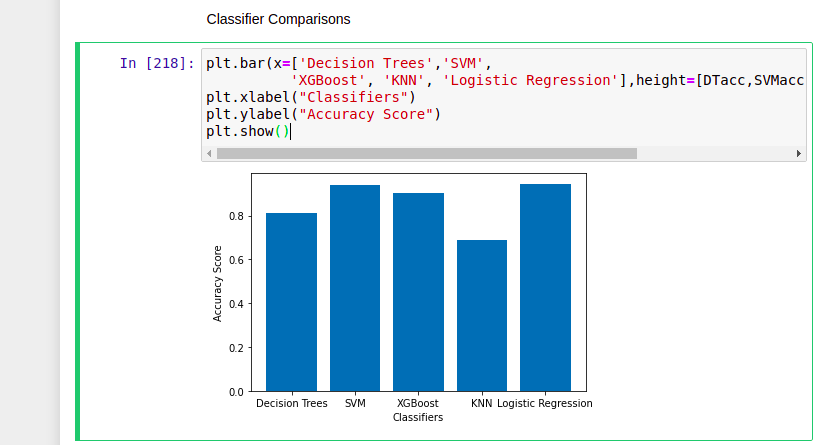 Classifier Comparisons
In [218]:
plt.bar(x=['Decision Trees','SVM',
'XGBoost', 'KNN', 'Logistic Regression'],height=[DTacc,SVMacc
plt.xlabel("Classifiers")
plt.ylabel("Accuracy Score")
plt.show()
Accuracy Score
0.8
0.6
0.4
0.2
0.0
Decision Trees SVM XGBoost KNN Logistic Regression
Classifiers